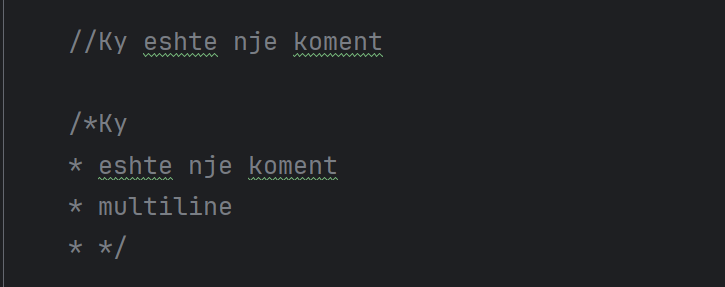 //Ky eshte nje koment
/*Ky
* eshte nje koment
* multiline
* */